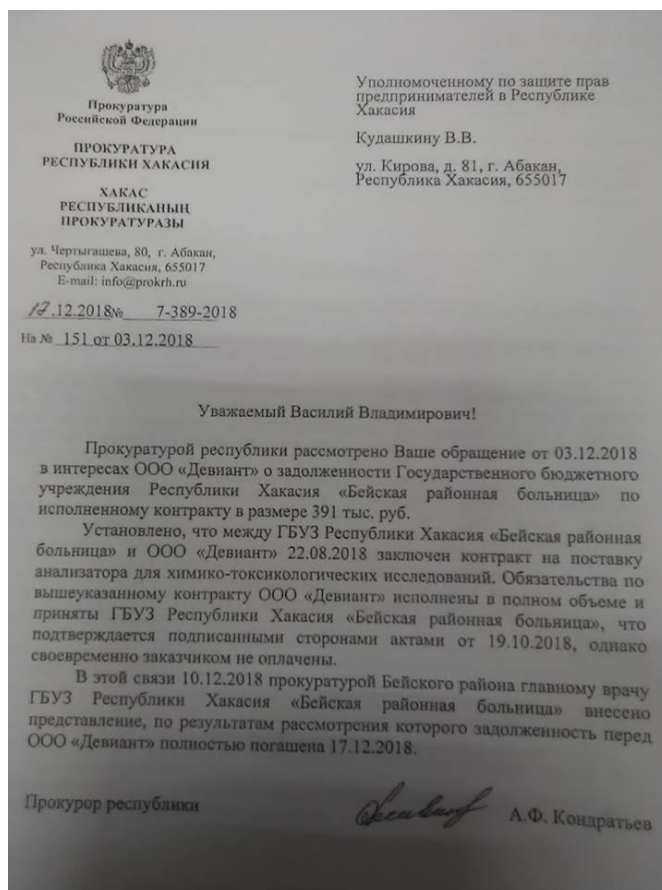 Прокуратура
Российской Федерации
ПРОКУРАТУРА
РЕСПУБЛИКИ ХАКАСИЯ
ХАКАС
РЕСПУБЛИКАНЫҢ
ПРОКУРАТУРАЗЫ
ул. Чертыгашева, 80, г. Абакан,
Республика Хакасия, 655017
E-mail: info@prokrh.ru
.12.2018№ 7-389-2018
На № 151 от 03.12.2018
Уполномоченному по защите прав
предпринимателей в Республике
Хакасия
Кудашкину В.В.
ул. Кирова, д. 81, г. Абакан,
Республика Хакасия, 655017
Уважаемый Василий Владимирович!
Прокуратурой республики рассмотрено Ваше обращение от 03.12.2018
в интересах ООО «Девиант» о задолженности Государственного бюджетного
учреждения Республики Хакасия «Бейская районная больница» по
исполненному контракту в размере 391 тыс. руб.
Установлено, что между ГБУЗ Республики Хакасия «Бейская районная
больница» и ООО «Девиант» 22.08.2018 заключен контракт на поставку
анализатора для химико-токсикологических исследований. Обязательства по
вышеуказанному контракту ООО «Девиант» исполнены в полном объеме и
приняты ГБУЗ Республики Хакасия «Бейская районная больница», что
подтверждается подписанными сторонами актами от 19.10.2018, однако
своевременно заказчиком не оплачены.
В этой связи 10.12.2018 прокуратурой Бейского района главному врачу
ГБУЗ Республики Хакасия «Бейская районная больница» внесено
представление, по результатам рассмотрения которого задолженность перед
ООО «Девиант» полностью погашена 17.12.2018.
Прокурор республики
А.Ф. Кондратьев